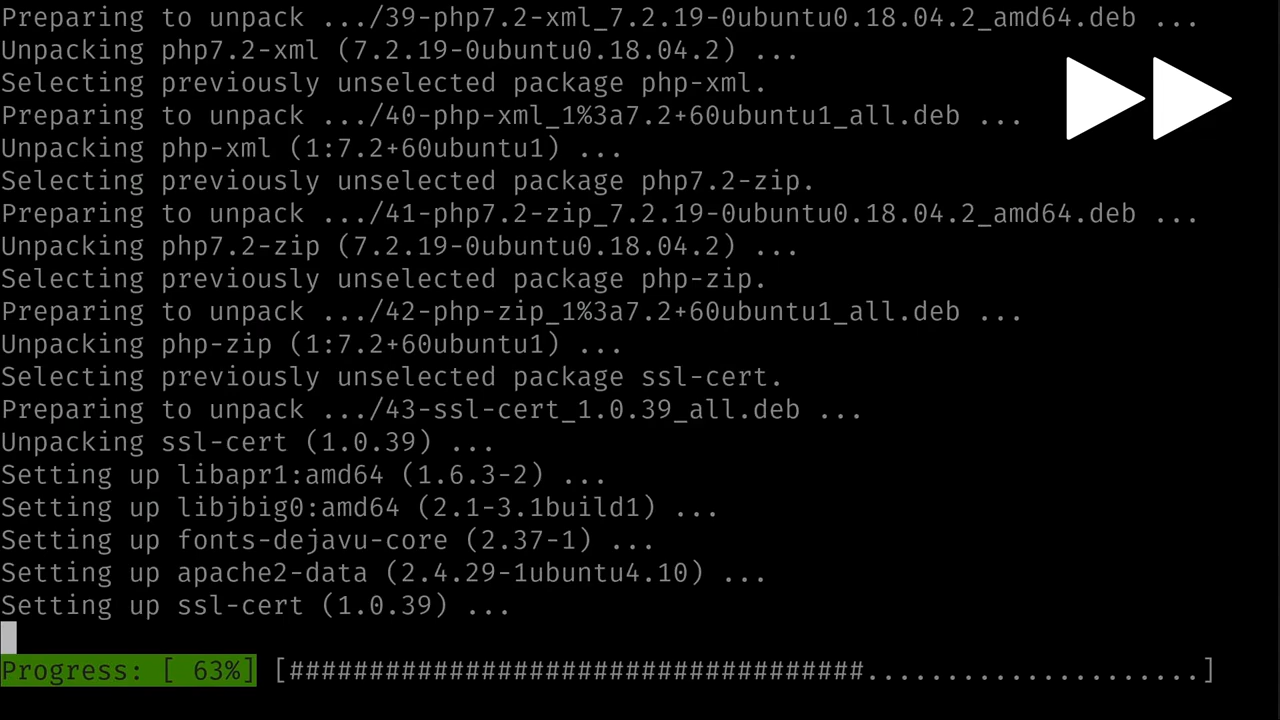 Preparing to unpack .../39-php7.2-xml_7.2.19-0ubuntu0.18.04.2_amd64.deb ...
Unpacking php7.2-xml (7.2.19-0ubuntu0.18.04.2) ...
Selecting previously unselected package php-xml.
Preparing to unpack .../40-php-xml_1%3a7.2+60ubuntu1_all.deb ...
Unpacking php-xml (1:7.2+60ubuntu1) ...
Selecting previously unselected package php7.2-zip.
Preparing to unpack .../41-php7.2-zip_7.2.19-0ubuntu0.18.04.2_amd64.deb ...
Unpacking php7.2-zip (7.2.19-0ubuntu0.18.04.2) ...
Selecting previously unselected package php-zip.
Preparing to unpack .../42-php-zip_1%3a7.2+60ubuntu1_all.deb ...
Unpacking php-zip (1:7.2+60ubuntu1) ...
Selecting previously unselected package ssl-cert.
Preparing to unpack .../43-ssl-cert_1.0.39_all.deb ...
Unpacking ssl-cert (1.0.39) ...
Setting up libapr1:amd64 (1.6.3-2) ...
Setting up libjbig0:amd64 (2.1-3.1build1) ...
Setting up fonts-dejavu-core (2.37-1) ...
Setting up apache2-data (2.4.29-1ubuntu4.10) ...
Setting up ssl-cert (1.0.39) ...
Progress: [ 63%] [####################################.....................]